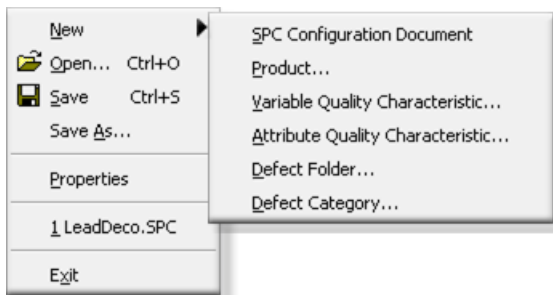 New
Open... Ctrl+O
Save Ctrl+S
Save As...
Properties
1 LeadDeco.SPC
Exit
SPC Configuration Document
Product...
Variable Quality Characteristic...
Attribute Quality Characteristic...
Defect Folder...
Defect Category...